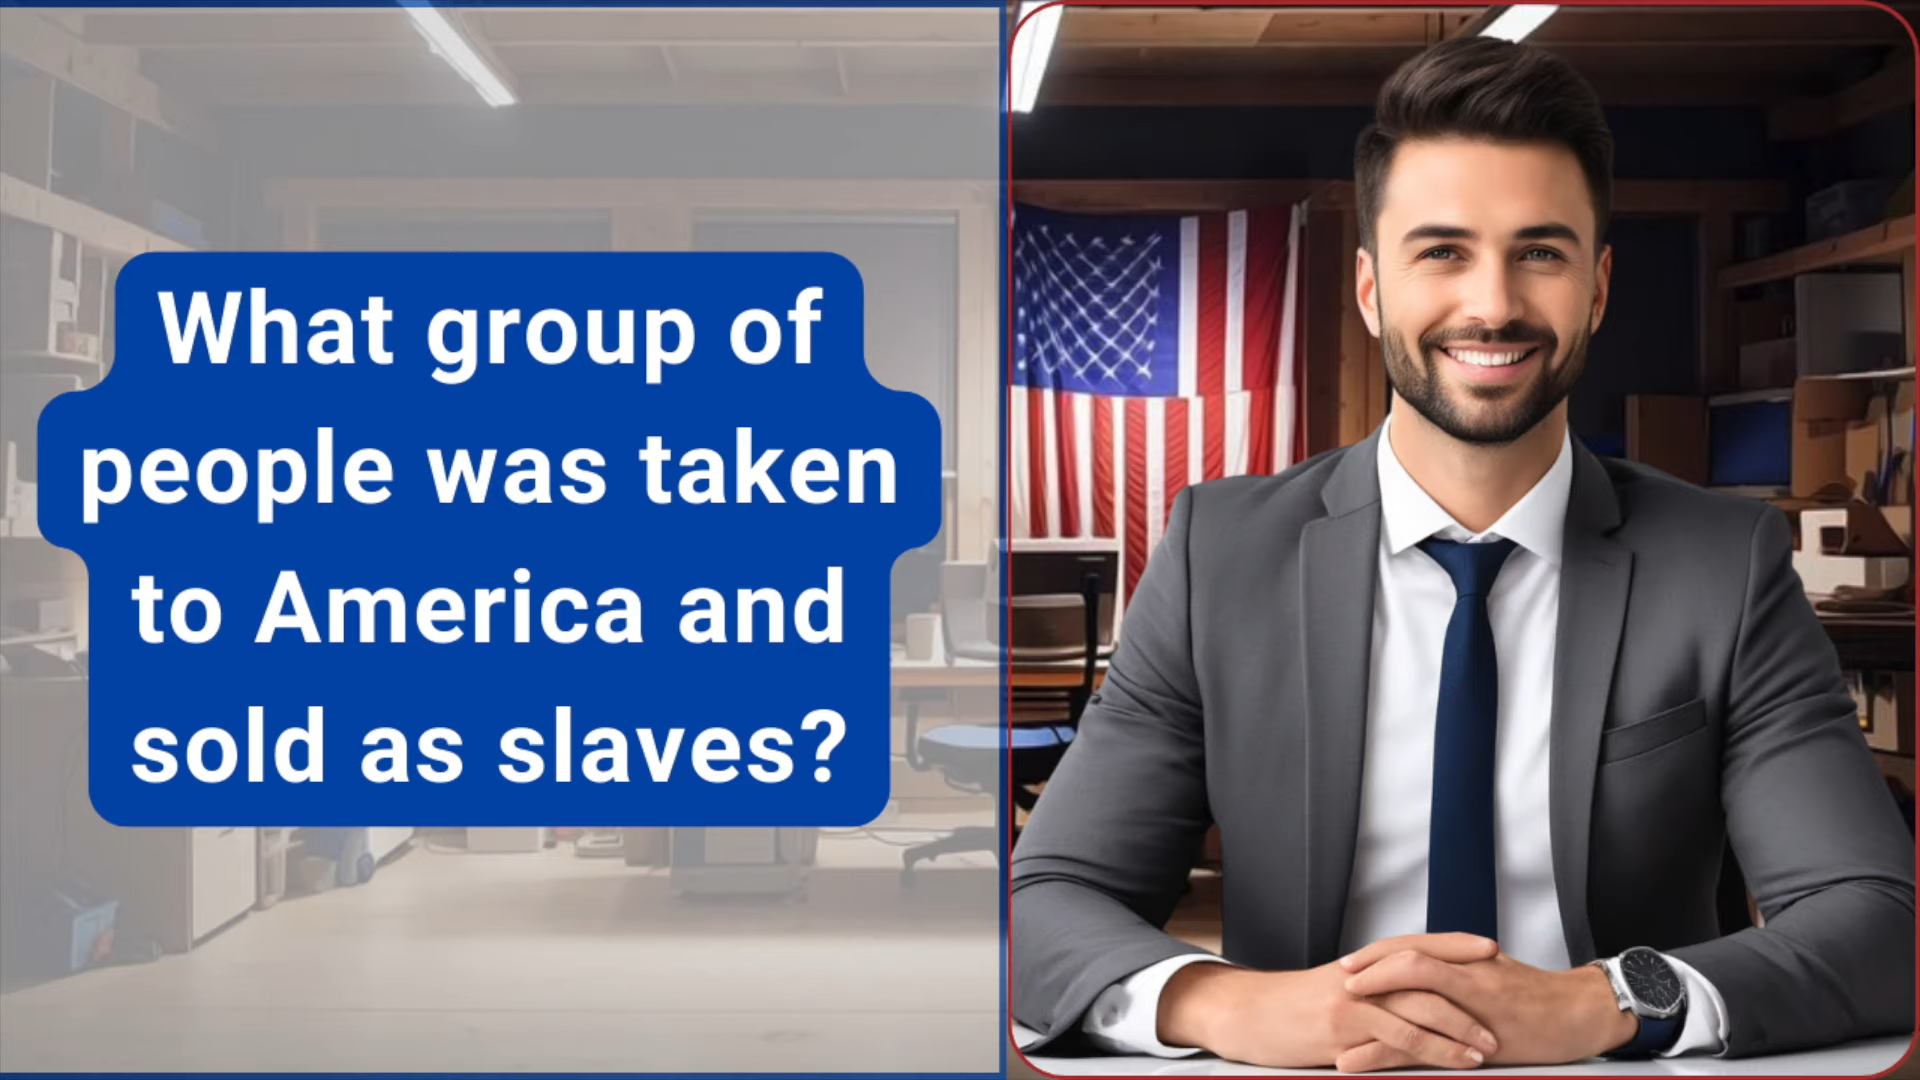 What group of
people was taken
to America and
sold as slaves?